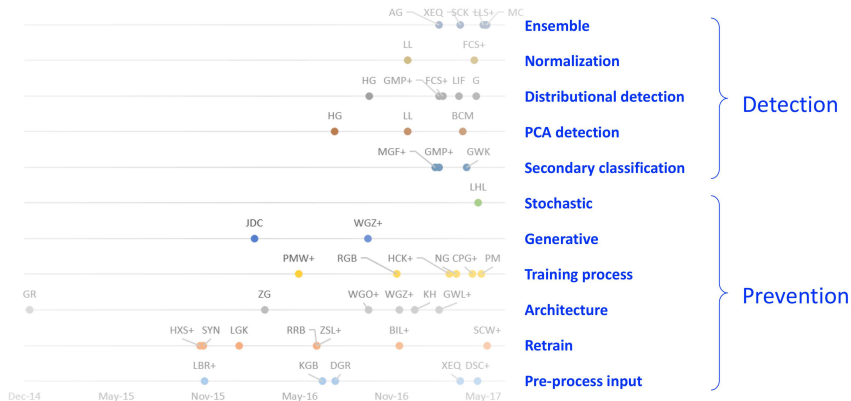 AG XEQ SCK LLS+ MC
Ensemble
LL FCS+
Normalization
HG GMP+ FCS+ LIF G
Distributional detection
Detection
HG LL BCM
PCA detection
MGF+ GMP+ GWK
Secondary classification
LHL
Stochastic
JDC WGZ+
Generative
PMW+ RGB HCK+ NG CPG+ PM
Training process
Prevention
GR ZG WGO+ WGZ+ KH GWL+
Architecture
HXS+ SYN LGK RRB ZSL+ BIL+ SCW+
Retrain
LBR+ KGB DGR XEQ DSC+
Pre-process input
Dec-14 May-15 Nov-15 May-16 Nov-16 May-17